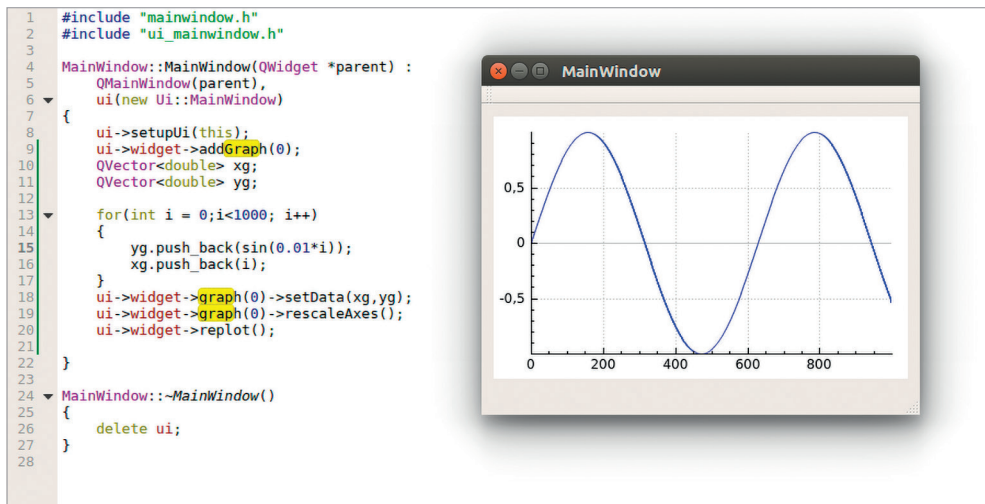 1 #include "mainwindow.h"
2 #include "ui_mainwindow.h"
3
4 MainWindow::MainWindow(QWidget *parent) :
5     QMainWindow(parent),
6     ui(new Ui::MainWindow)
7 {
8     ui->setupUi(this);
9     ui->widget->addGraph(0);
10     QVector<double> xg;
11     QVector<double> yg;
12
13     for(int i = 0;i<1000; i++)
14     {
15         yg.push_back(sin(0.01*i));
16         xg.push_back(i);
17     }
18     ui->widget->graph(0)->setData(xg,yg);
19     ui->widget->graph(0)->rescaleAxes();
20     ui->widget->replot();
21
22 }
23
24 MainWindow::~MainWindow()
25 {
26     delete ui;
27 }
28
MainWindow
0,5
0
-0,5
0 200 400 600 800